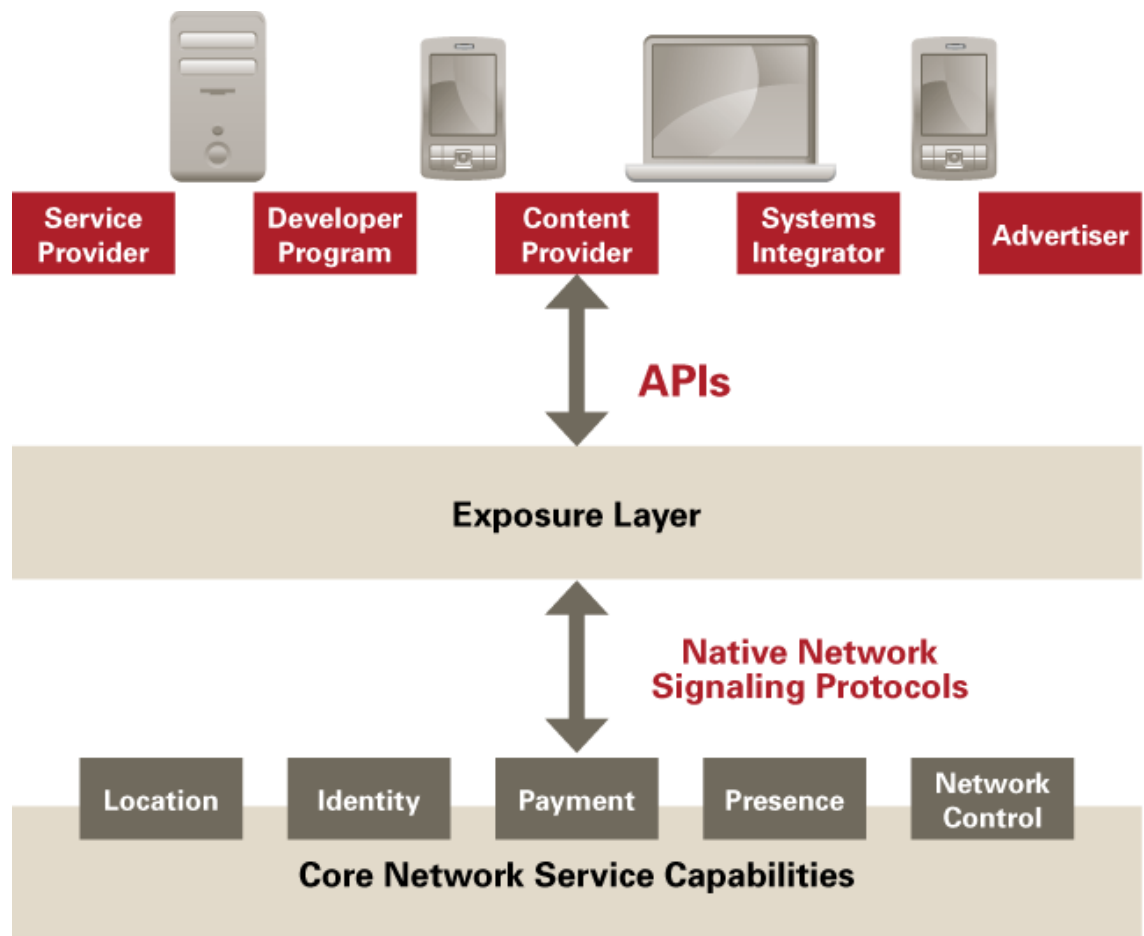 Service
Provider
Developer
Program
Content
Provider
Systems
Integrator
Advertiser
APIs
Exposure Layer
Native Network
Signaling Protocols
Location
Identity
Payment
Presence
Network
Control
Core Network Service Capabilities